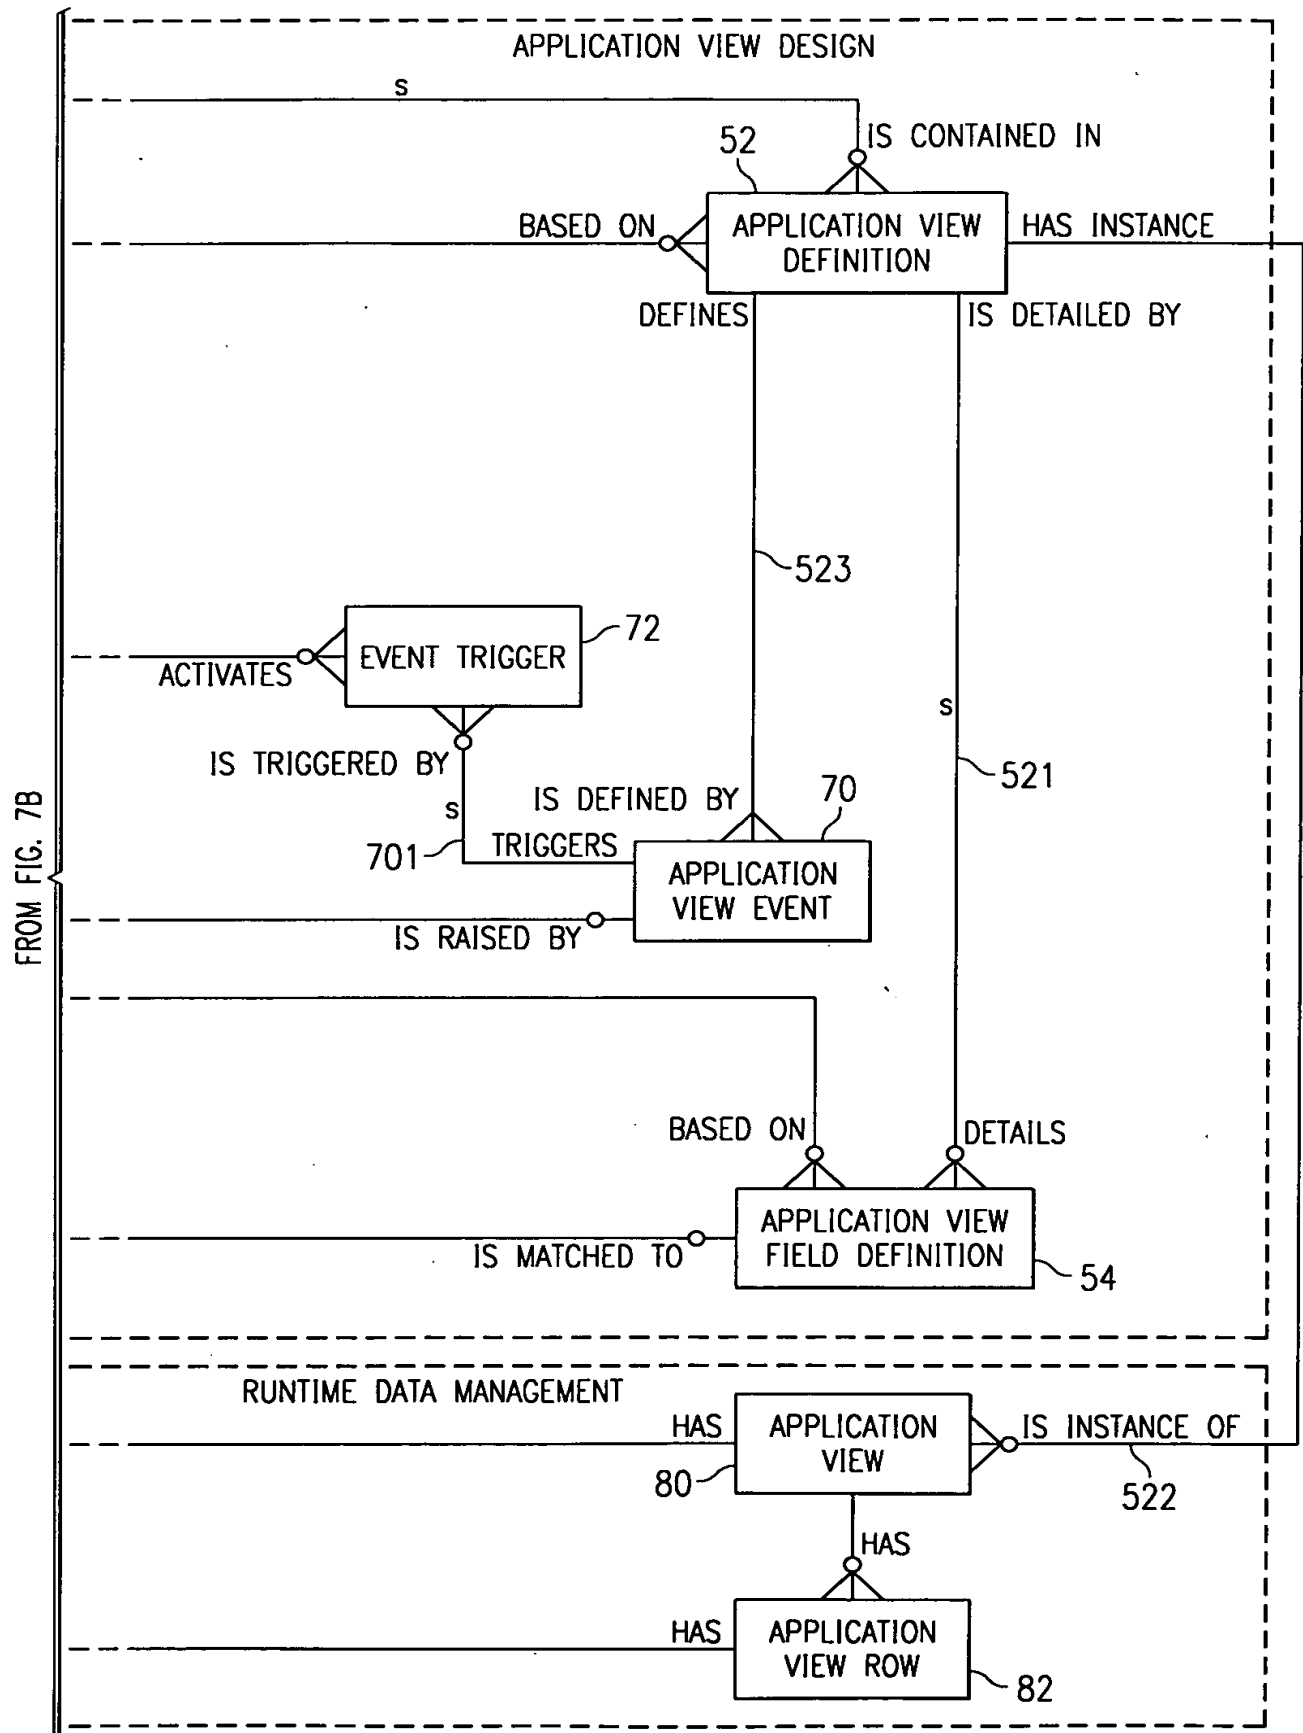 APPLICATION VIEW DESIGN
S
IS CONTAINED IN
52
BASED ON
APPLICATION VIEW
DEFINITION
HAS INSTANCE
DEFINES
IS DETAILED BY
523
72
EVENT TRIGGER
ACTIVATES
S
IS TRIGGERED BY
521
S
IS DEFINED BY
70
701
TRIGGERS
APPLICATION
VIEW EVENT
IS RAISED BY
FROM FIG. 7B
BASED ON
DETAILS
APPLICATION VIEW
FIELD DEFINITION
IS MATCHED TO
54
RUNTIME DATA MANAGEMENT
HAS
APPLICATION
VIEW
IS INSTANCE OF
80
522
HAS
HAS
APPLICATION
VIEW ROW
82